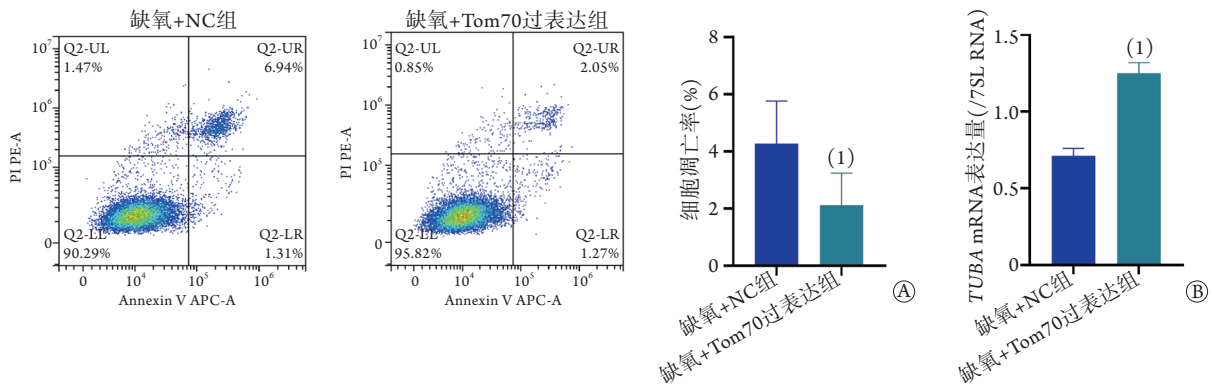 缺氧+NC组
10⁷
10⁶
10⁵
0
PI PE-A
Q2-UL
1.47%
Q2-UR
6.94%
Q2-LL
90.29%
Q2-LR
1.31%
10⁴
10⁵
10⁶
Annexin V APC-A
缺氧+Tom70过表达组
10⁷
10⁶
10⁵
0
PI PE-A
Q2-UL
0.85%
Q2-UR
2.05%
Q2-LL
95.82%
Q2-LR
1.27%
10⁴
10⁵
10⁶
Annexin V APC-A
细胞凋亡率(%)
8
6
4
2
0
(1)
缺氧+NC组
缺氧+Tom70过表达组
Ⓐ
TUBA mRNA表达量(/7SL RNA)
1.5
1.0
0.5
0
(1)
缺氧+NC组
缺氧+Tom70过表达组
Ⓑ